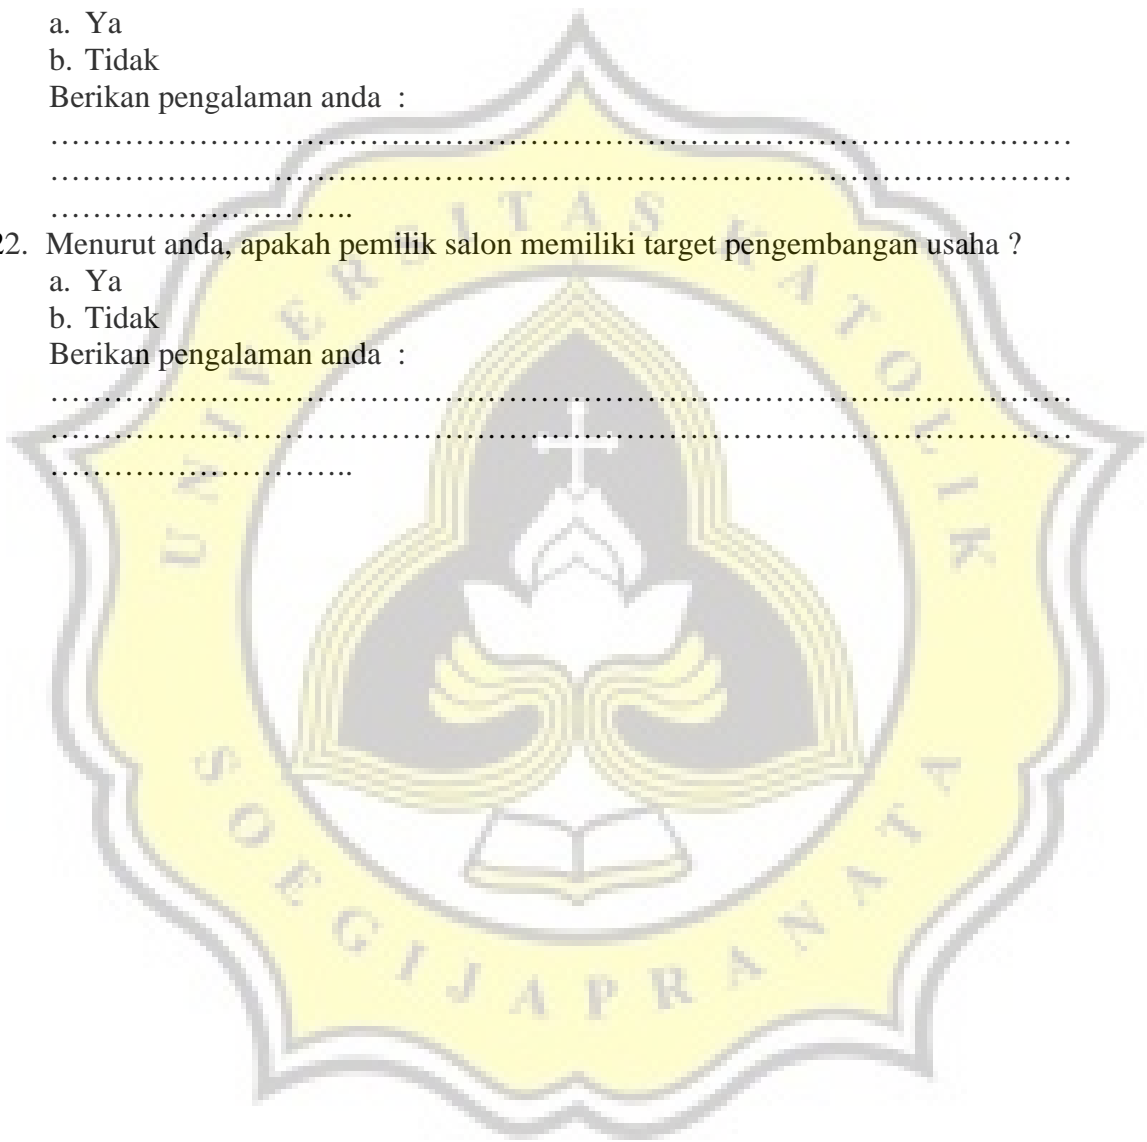 a. Ya
b. Tidak
Berikan pengalaman anda :
……………………………………………………………………………………
……………………………………………………………………………………
………………………..
22. Menurut anda, apakah pemilik salon memiliki target pengembangan usaha ?
a. Ya
b. Tidak
Berikan pengalaman anda :
……………………………………………………………………………………
……………………………………………………………………………………
………………………..
UNIVERSITAS KATOLIK
SOEGIJAPRANATA